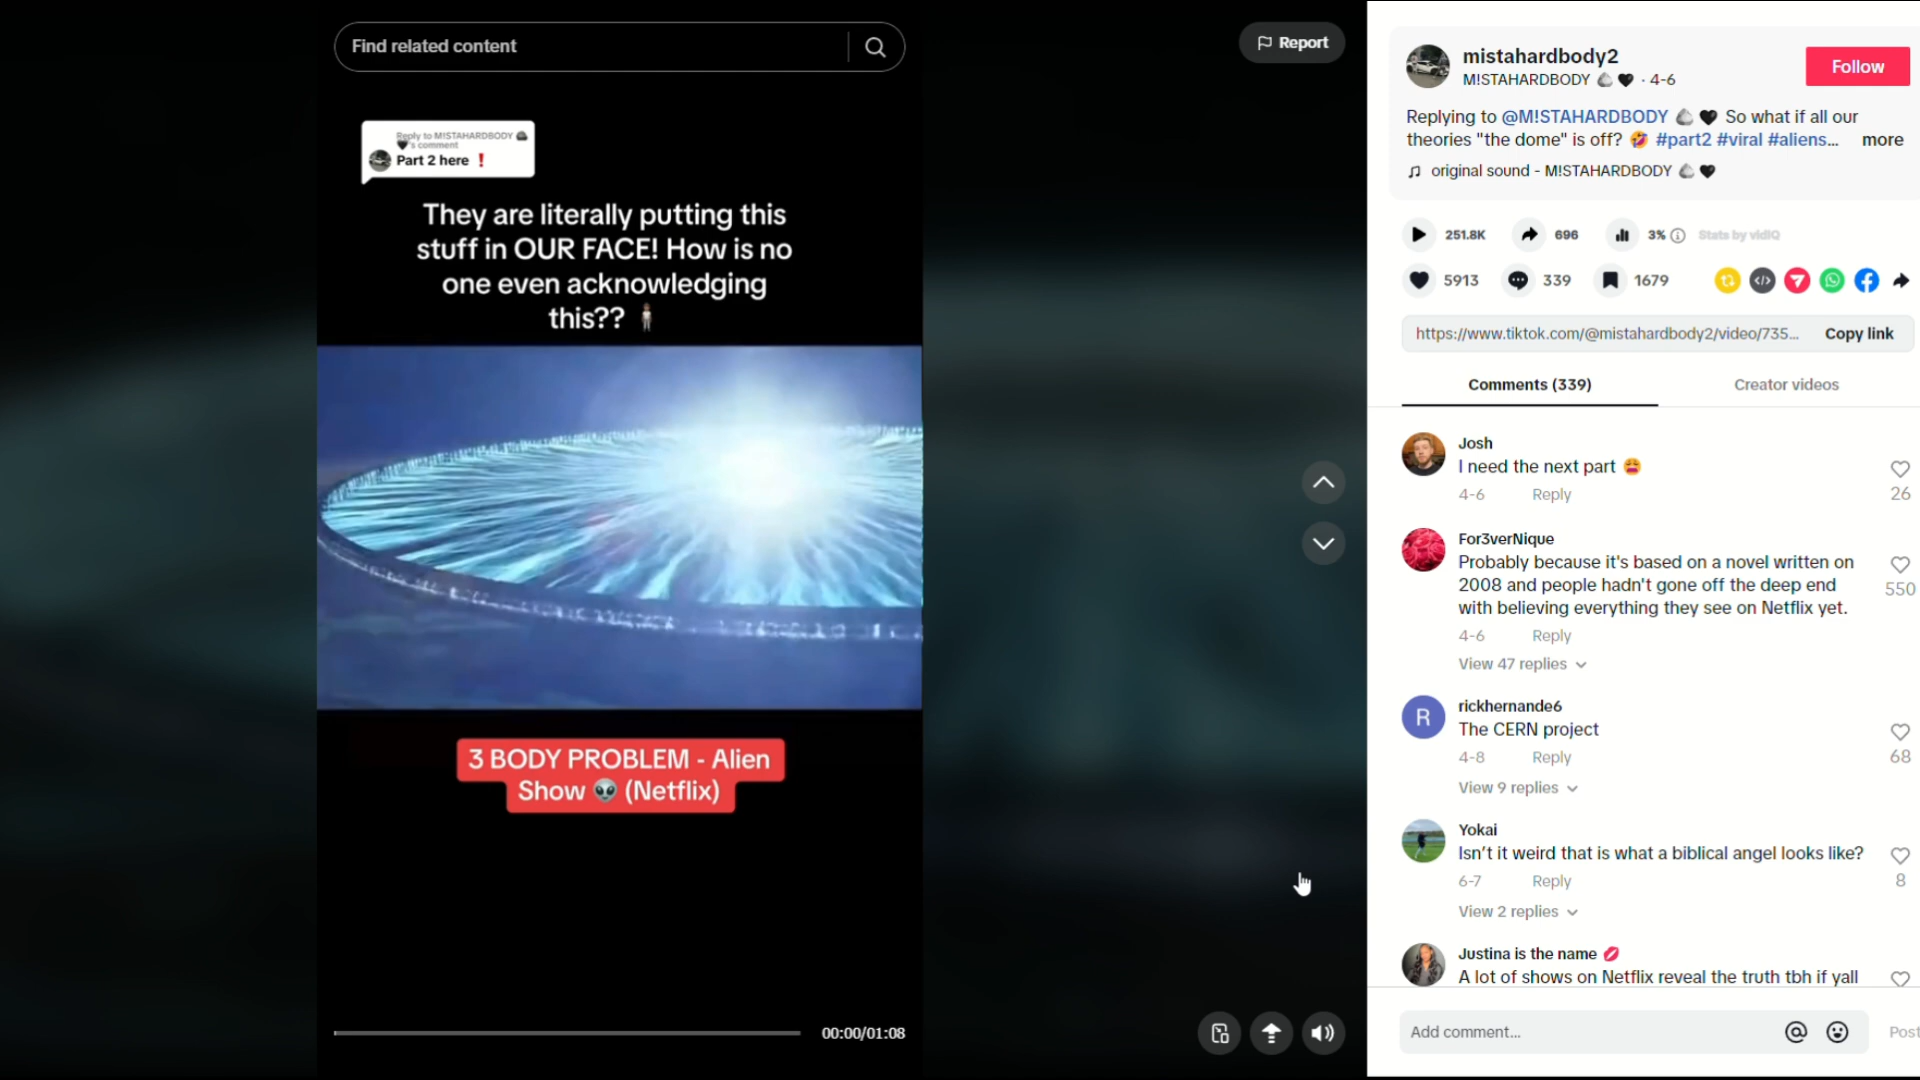 Find related content
Report
Reply to M!STAHARDBODY 🪨
🖤's comment
Part 2 here ❗
They are literally putting this
stuff in OUR FACE! How is no
one even acknowledging
this?? 🧍🏾
3 BODY PROBLEM - Alien
Show 👽 (Netflix)
00:00/01:08
mistahardbody2
M!STAHARDBODY 🪨 🖤 · 4-6
Follow
Replying to @M!STAHARDBODY 🪨 🖤 So what if all our
theories "the dome" is off? 🤣 #part2 #viral #aliens... more
original sound - M!STAHARDBODY 🪨 🖤
251.8K 696 3% Stats by vidIQ
5913 339 1679
https://www.tiktok.com/@mistahardbody2/video/735... Copy link
Comments (339) Creator videos
Josh
I need the next part 😩
4-6 Reply
26
For3verNique
Probably because it's based on a novel written on
2008 and people hadn't gone off the deep end
with believing everything they see on Netflix yet.
550
4-6 Reply
View 47 replies
R
rickhernande6
The CERN project
4-8 Reply
68
View 9 replies
Yokai
Isn't it weird that is what a biblical angel looks like?
6-7 Reply
8
View 2 replies
Justina is the name 💋
A lot of shows on Netflix reveal the truth tbh if yall
Add comment...
Post